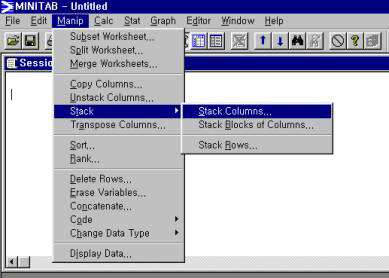 MINITAB - Untitled
File Edit Manip Calc Stat Graph Editor Window Help
Sessio
Subset Worksheet...
Split Worksheet...
Merge Worksheets...
Copy Columns...
Unstack Columns...
Stack
Transpose Columns...
Sort...
Rank...
Delete Rows...
Erase Variables...
Concatenate...
Code
Change Data Type
Display Data...
Stack Columns...
Stack Blocks of Columns...
Stack Rows...